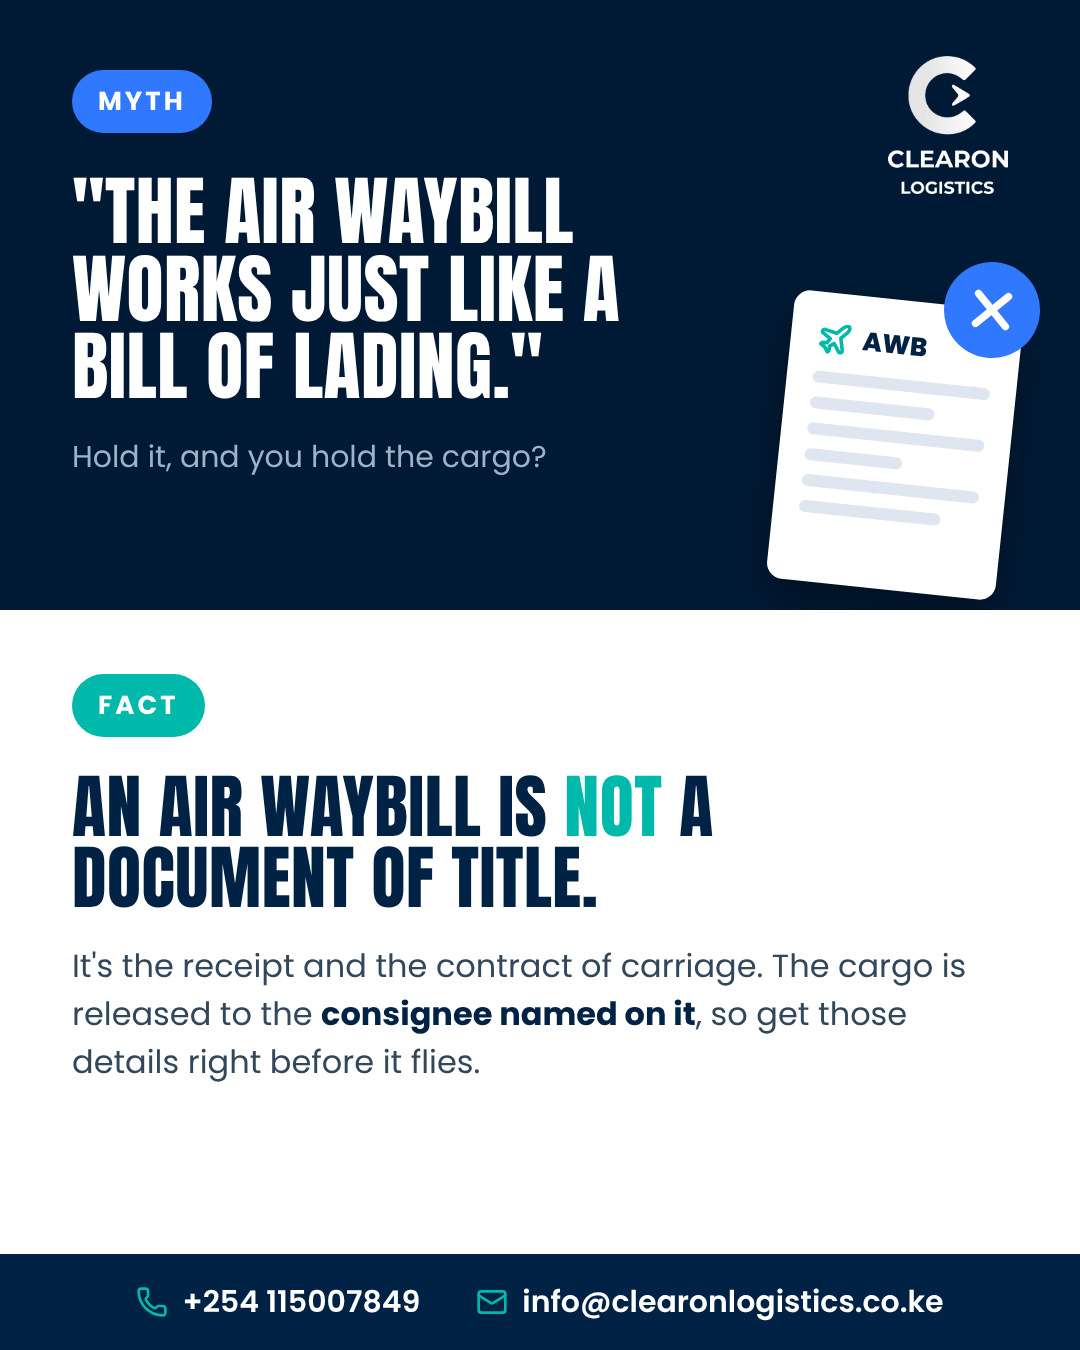 MYTH
CLEARON
LOGISTICS
"THE AIR WAYBILL
WORKS JUST LIKE A
BILL OF LADING."
Hold it, and you hold the cargo?
AWB
FACT
AN AIR WAYBILL IS NOT A
DOCUMENT OF TITLE.
It's the receipt and the contract of carriage. The cargo is
released to the consignee named on it, so get those
details right before it flies.
+254 115007849
info@clearonlogistics.co.ke